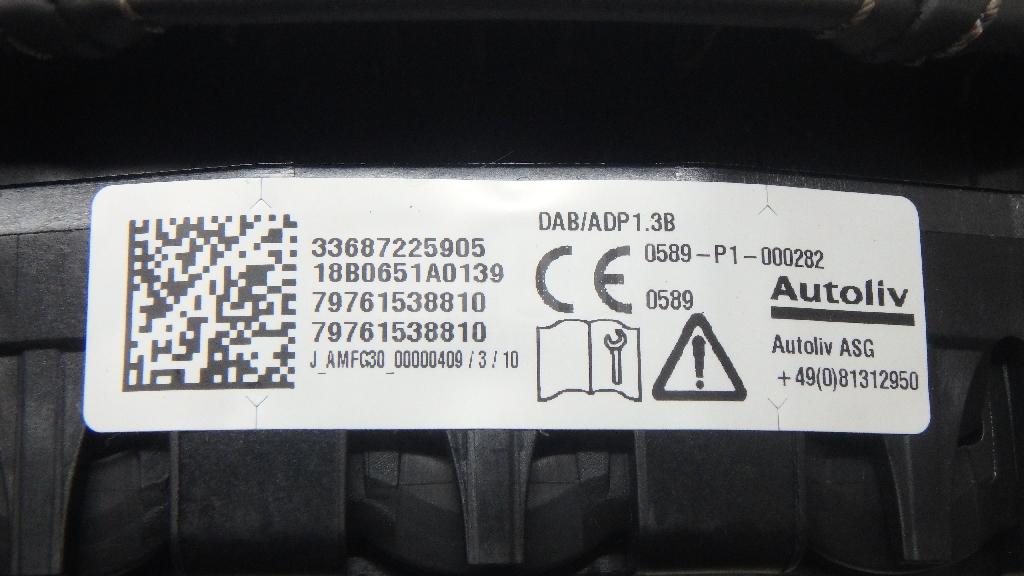 33687225905
18B0651A0139
79761538810
79761538810
J_AMFG30_00000409 / 3 / 10
DAB/ADP1.3B
CE 0589-P1-000282
0589
Autoliv
Autoliv ASG
+49(0)81312950